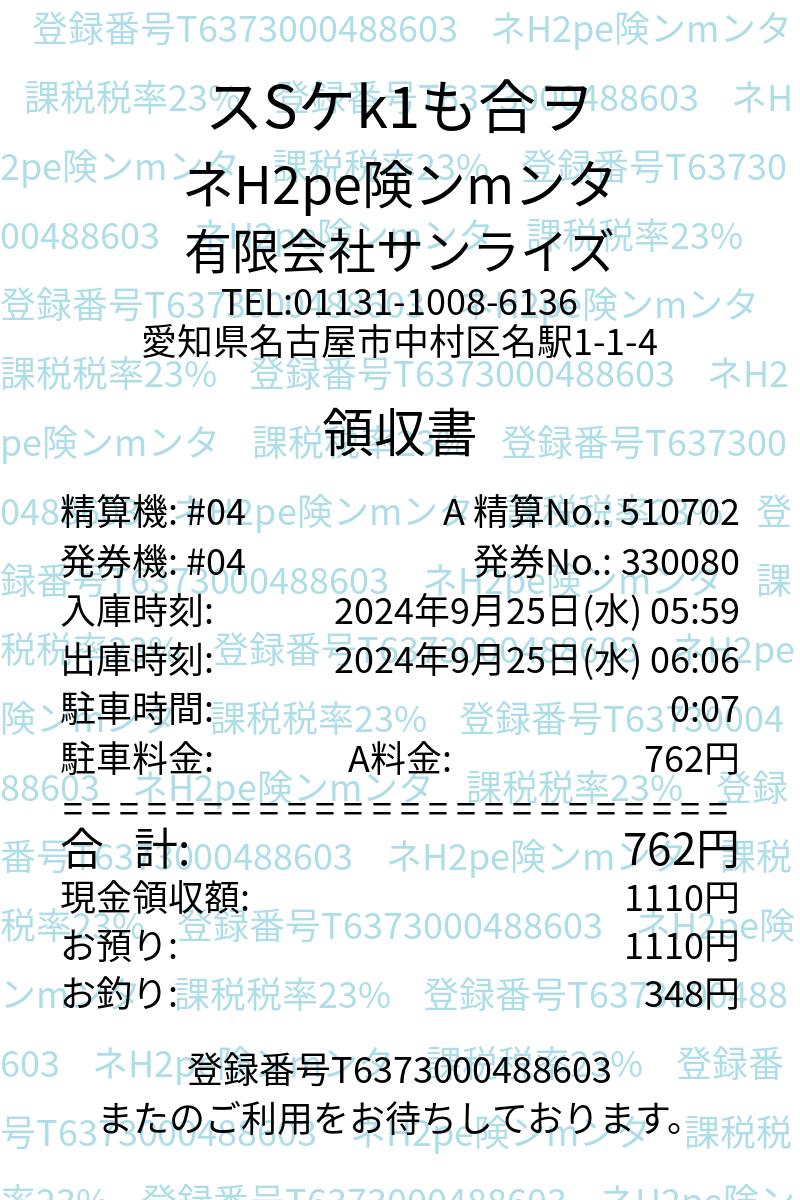 スSケk1も合ヲ
ネH2pe険ンmンタ
有限会社サンライズ
TEL:01131-1008-6136
愛知県名古屋市中村区名駅1-1-4
領収書
精算機: #04 A 精算No.: 510702
発券機: #04 発券No.: 330080
入庫時刻: 2024年9月25日(水) 05:59
出庫時刻: 2024年9月25日(水) 06:06
駐車時間: 0:07
駐車料金: A料金: 762円
========================
合 計: 762円
現金領収額: 1110円
お預り: 1110円
お釣り: 348円
登録番号T6373000488603
またのご利用をお待ちしております。